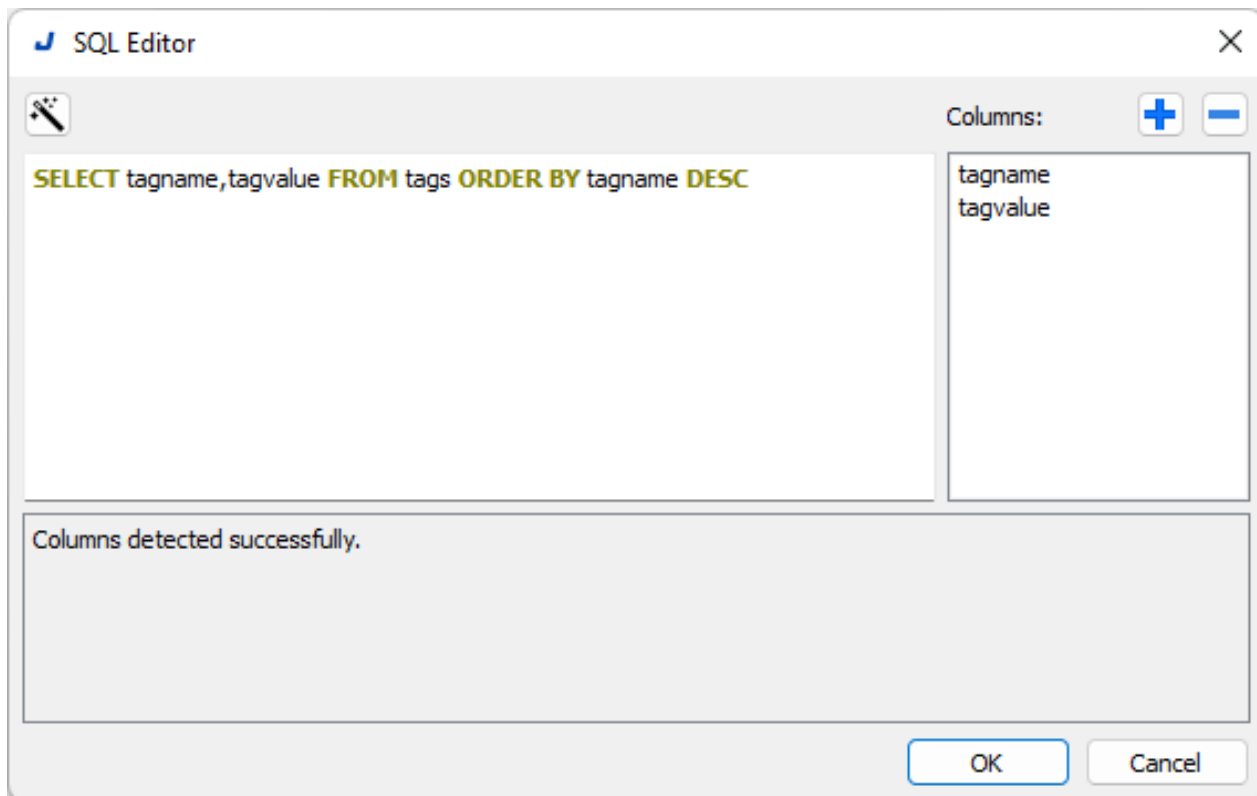 SQL Editor
Columns:
SELECT tagname,tagvalue FROM tags ORDER BY tagname DESC
tagname
tagvalue
Columns detected successfully.
OK
Cancel